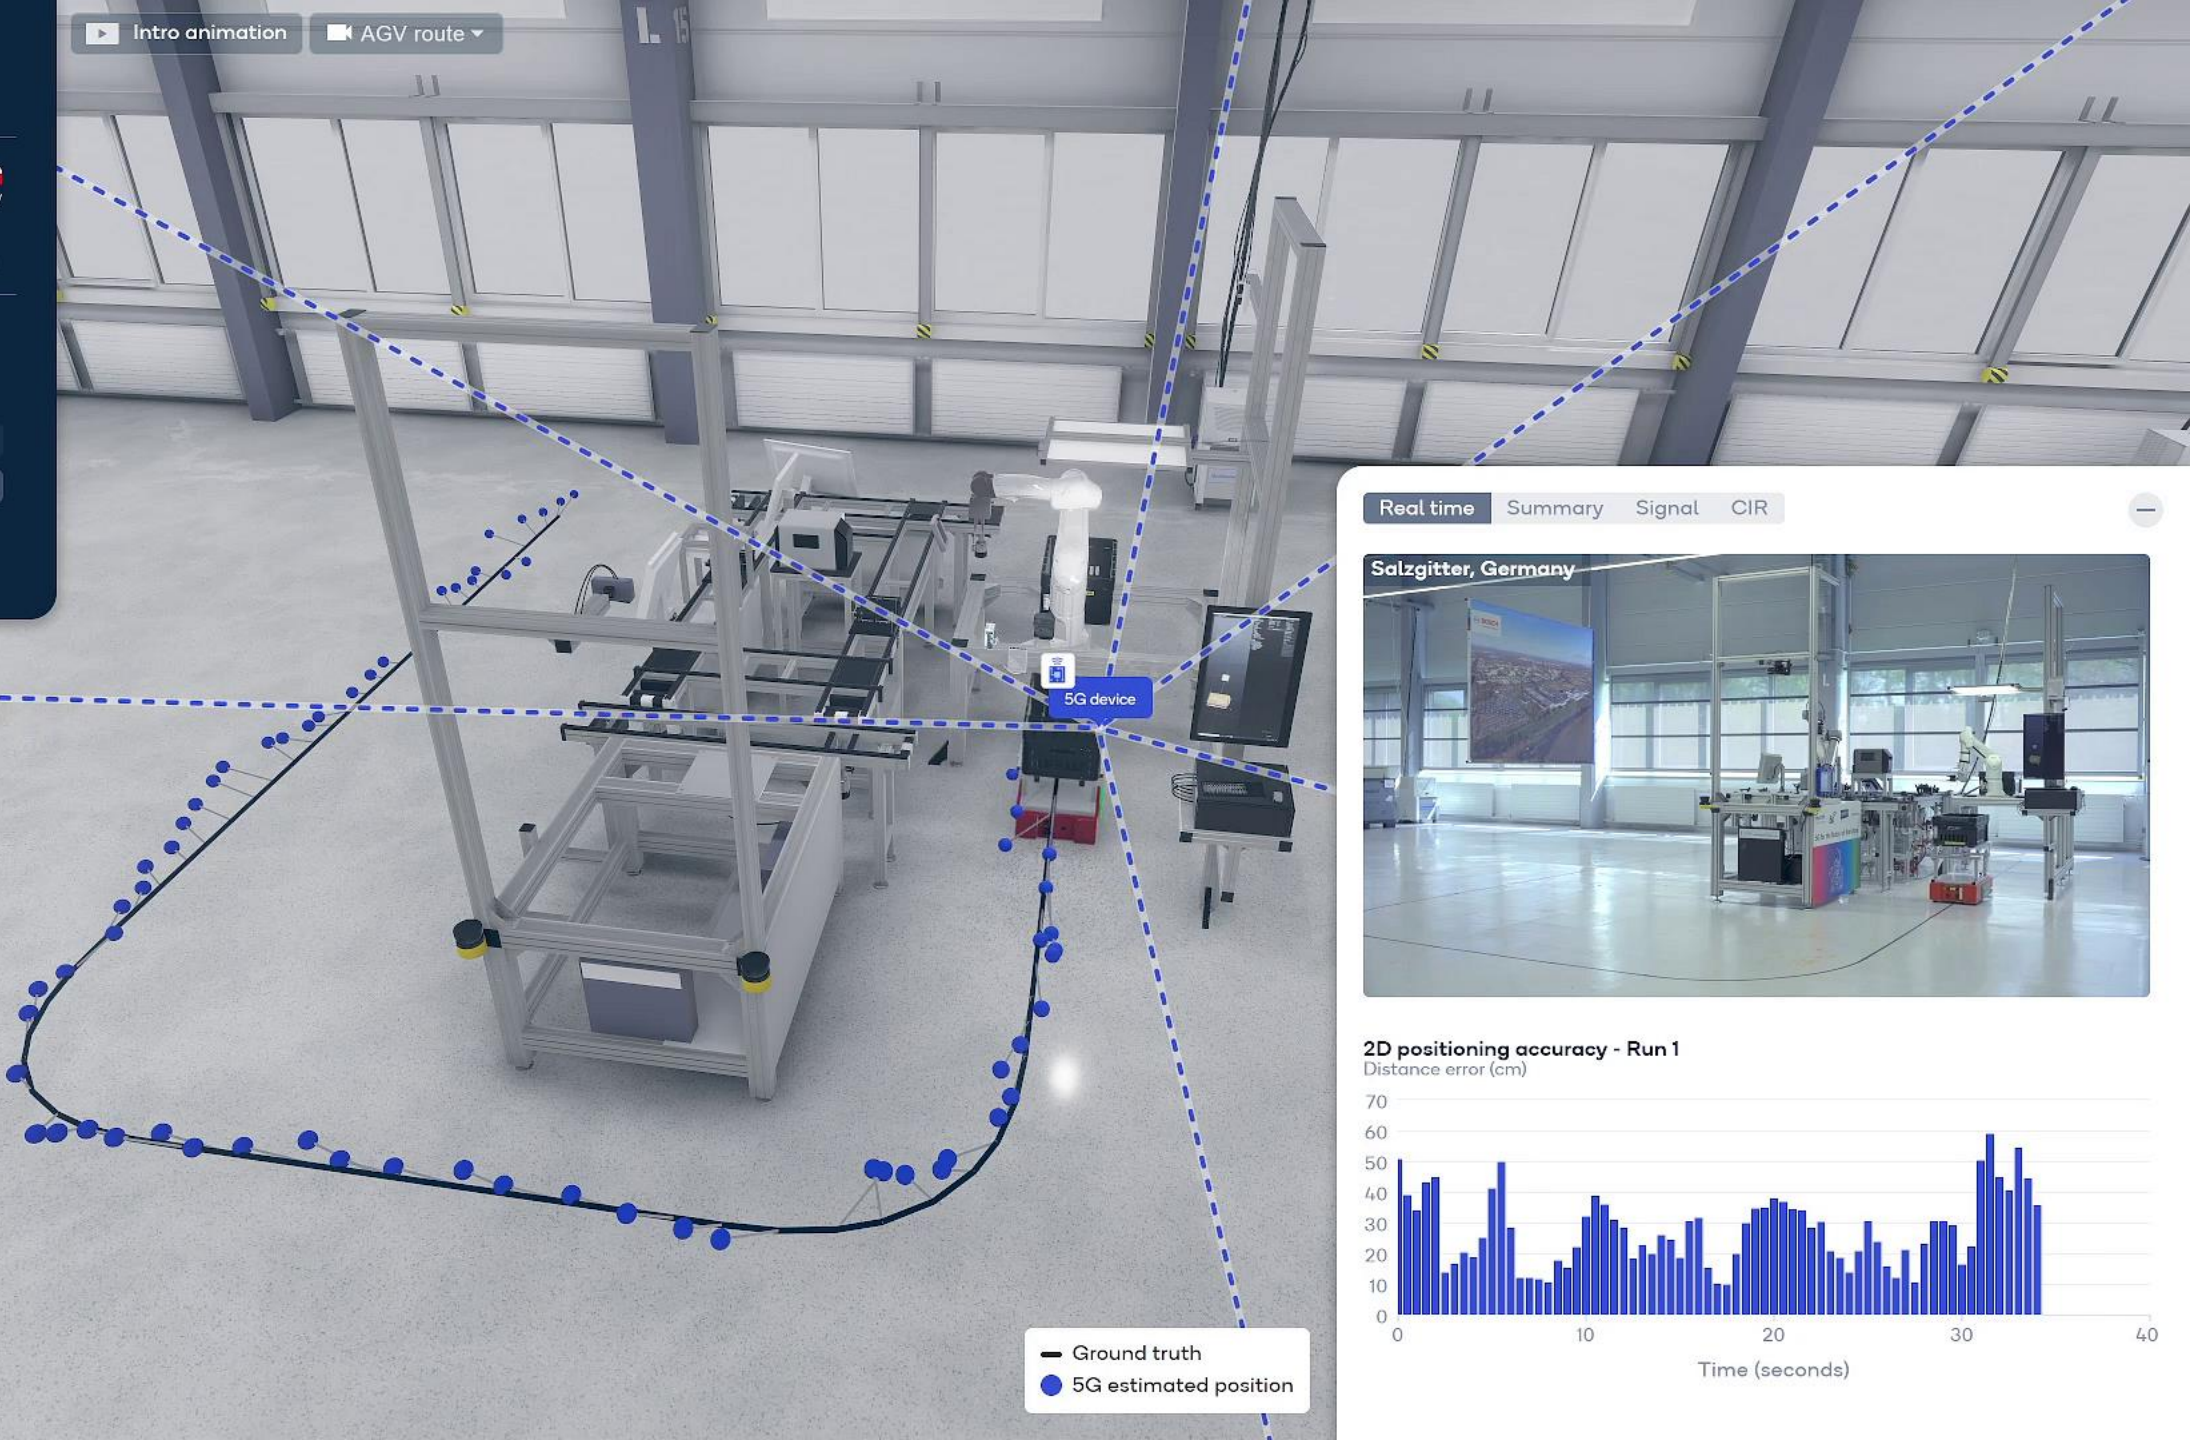 Intro animation
AGV route
L 15
5G device
Real time
Summary
Signal
CIR
Salzgitter, Germany
BOSCH
2D positioning accuracy - Run 1
Distance error (cm)
70
60
50
40
30
20
10
0
0
10
20
30
40
Time (seconds)
Ground truth
5G estimated position